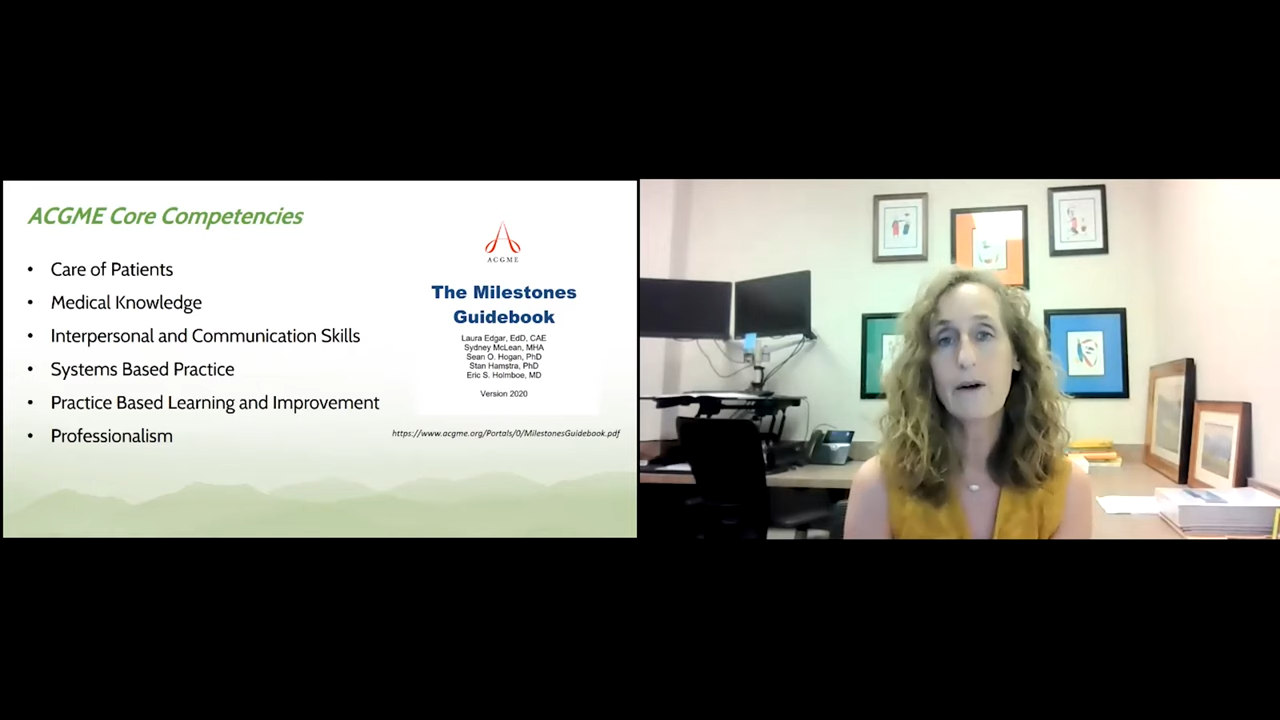 ACGME Core Competencies
• Care of Patients
• Medical Knowledge
• Interpersonal and Communication Skills
• Systems Based Practice
• Practice Based Learning and Improvement
• Professionalism
ACGME
The Milestones
Guidebook
Laura Edgar, EdD, CAE
Sydney McLean, MHA
Sean O. Hogan, PhD
Stan Hamstra, PhD
Eric S. Holmboe, MD
Version 2020
https://www.acgme.org/Portals/0/MilestonesGuidebook.pdf